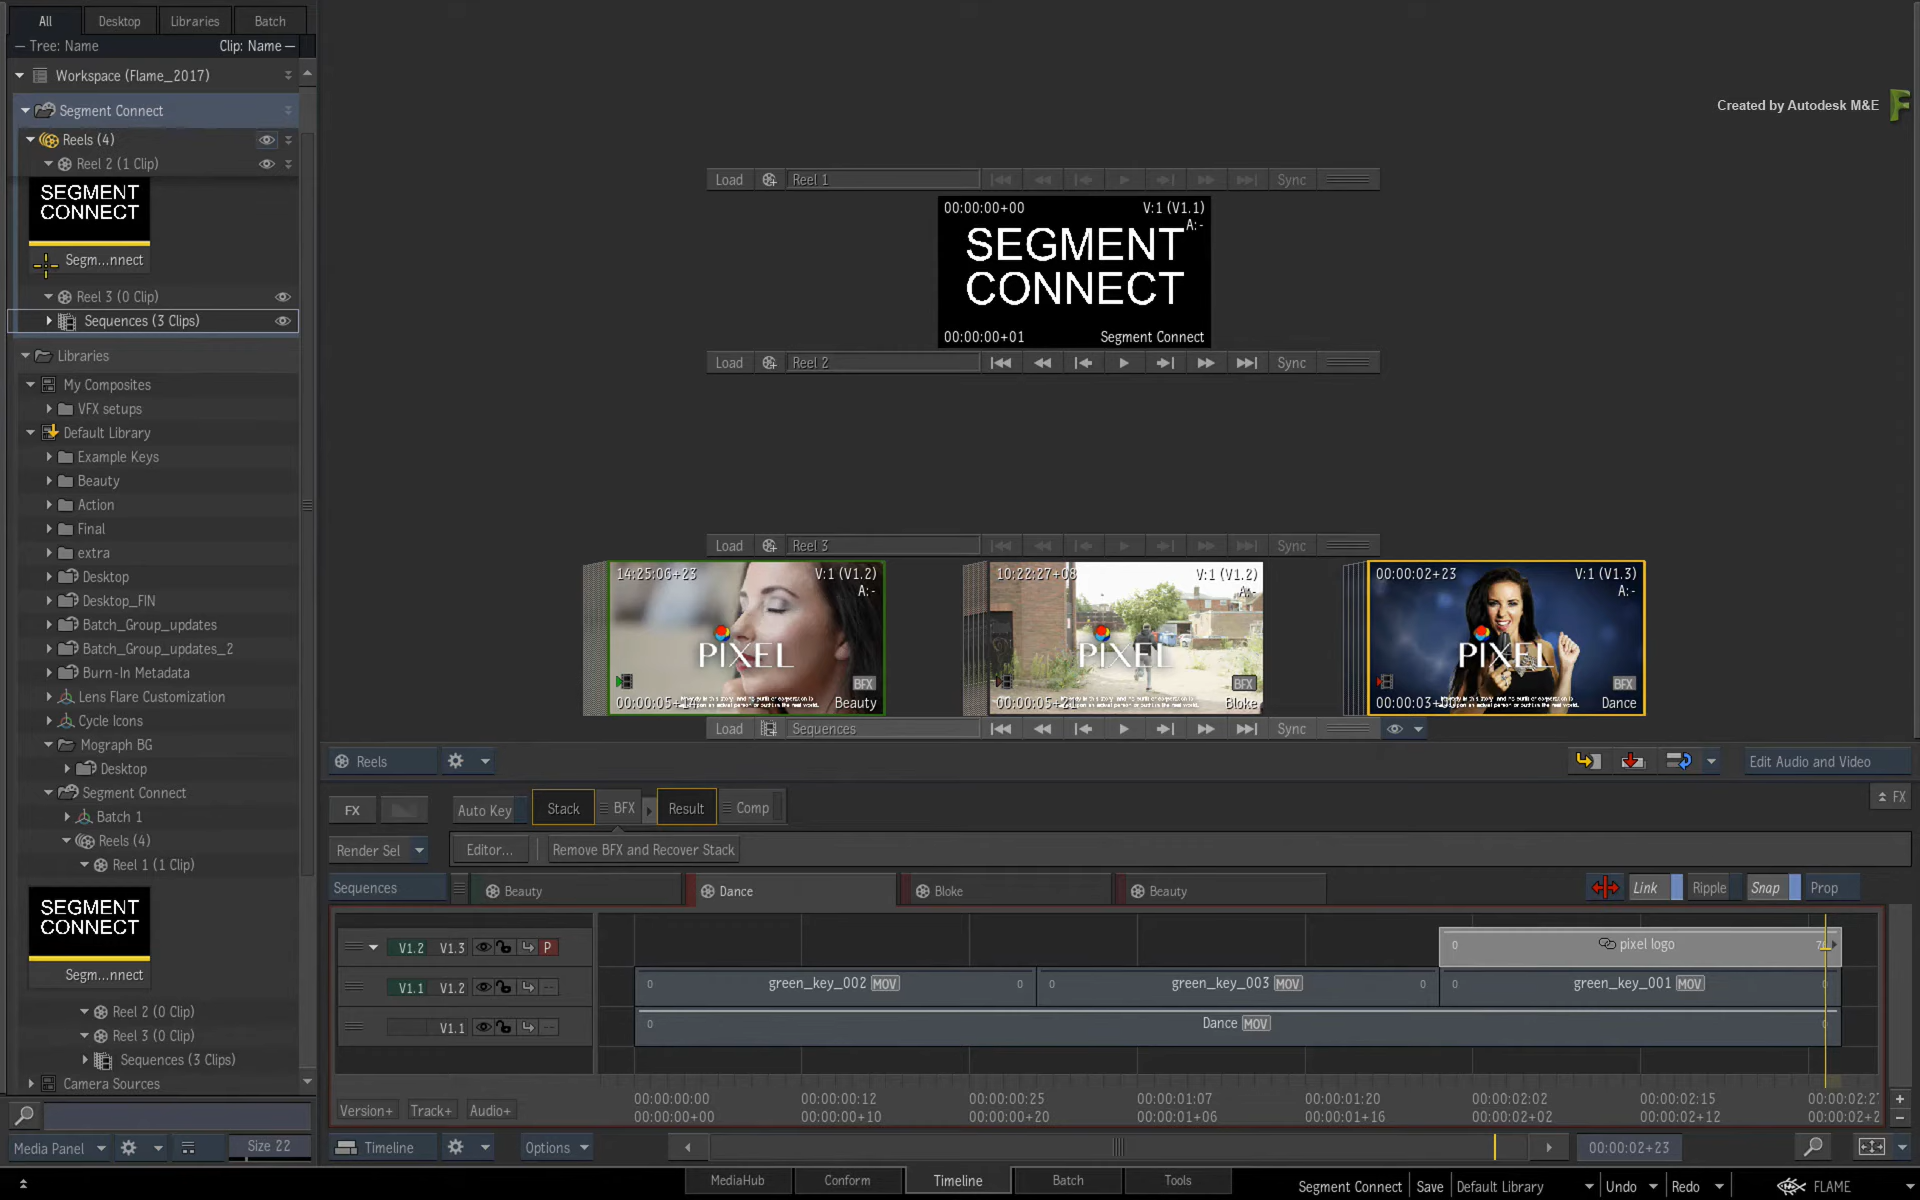 All Desktop Libraries Batch
Tree: Name Clip: Name
Workspace (Flame_2017)
Segment Connect
Reels (4)
Reel 2 (1 Clip)
SEGMENT
CONNECT
Segm...nnect
Reel 3 (0 Clip)
Sequences (3 Clips)
Libraries
My Composites
VFX setups
Default Library
Example Keys
Beauty
Action
Final
extra
Desktop
Desktop_FIN
Batch_Group_updates
Batch_Group_updates_2
Burn-In Metadata
Lens Flare Customization
Cycle Icons
Mograph BG
Desktop
Segment Connect
Batch 1
Reels (4)
Reel 1 (1 Clip)
SEGMENT
CONNECT
Segm...nnect
Reel 2 (0 Clip)
Reel 3 (0 Clip)
Sequences (3 Clips)
Camera Sources
Media Panel Size 22
Created by Autodesk M&E
Load Reel 1 Sync
00:00:00+00 V:1 (V1.1)
A:-
SEGMENT
CONNECT
00:00:00+01 Segment Connect
Load Reel 2 Sync
Load Reel 3 Sync
14:25:06+23 V:1 (V1.2)
A:-
PIXEL
BFX
Beauty
10:22:27+08 V:1 (V1.2)
A:-
PIXEL
BFX
Bloke
00:00:02+23 V:1 (V1.3)
A:-
PIXEL
BFX
Dance
Load Sequences Sync
Reels Edit Audio and Video
FX Auto Key Stack BFX Result Comp FX
Render Sel Editor... Remove BFX and Recover Stack
Sequences Beauty Dance Bloke Beauty Link Ripple Snap Prop
V1.2 V1.3 P 0 pixel logo
V1.1 V1.2 0 green_key_002 MOV 0 0 green_key_003 MOV 0 0 green_key_001 MOV 0
V1.1 0 Dance MOV 0
00:00:00:00 00:00:00:12 00:00:00:25 00:00:01:07 00:00:01:20 00:00:02:02 00:00:02:15 00:00:02:2
00:00:00+00 00:00:00+10 00:00:00+20 00:00:01+06 00:00:01+16 00:00:02+02 00:00:02+12 00:00:02+2
Version+ Track+ Audio+
Timeline Options 00:00:02+23
MediaHub Conform Timeline Batch Tools Segment Connect Save Default Library Undo Redo FLAME